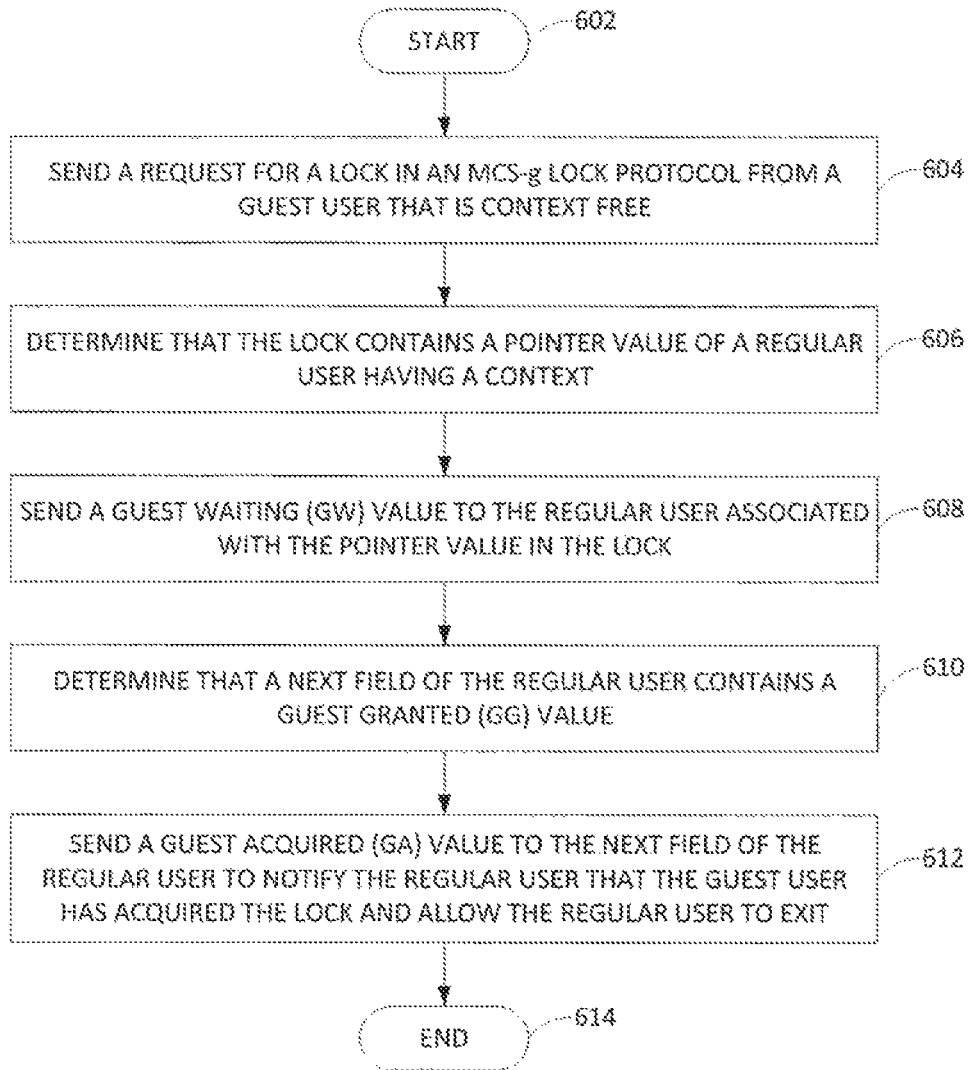 START
602
SEND A REQUEST FOR A LOCK IN AN MCS-g LOCK PROTOCOL FROM A
GUEST USER THAT IS CONTEXT FREE
604
DETERMINE THAT THE LOCK CONTAINS A POINTER VALUE OF A REGULAR
USER HAVING A CONTEXT
606
SEND A GUEST WAITING (GW) VALUE TO THE REGULAR USER ASSOCIATED
WITH THE POINTER VALUE IN THE LOCK
608
DETERMINE THAT A NEXT FIELD OF THE REGULAR USER CONTAINS A
GUEST GRANTED (GG) VALUE
610
SEND A GUEST ACQUIRED (GA) VALUE TO THE NEXT FIELD OF THE
REGULAR USER TO NOTIFY THE REGULAR USER THAT THE GUEST USER
HAS ACQUIRED THE LOCK AND ALLOW THE REGULAR USER TO EXIT
612
END
614